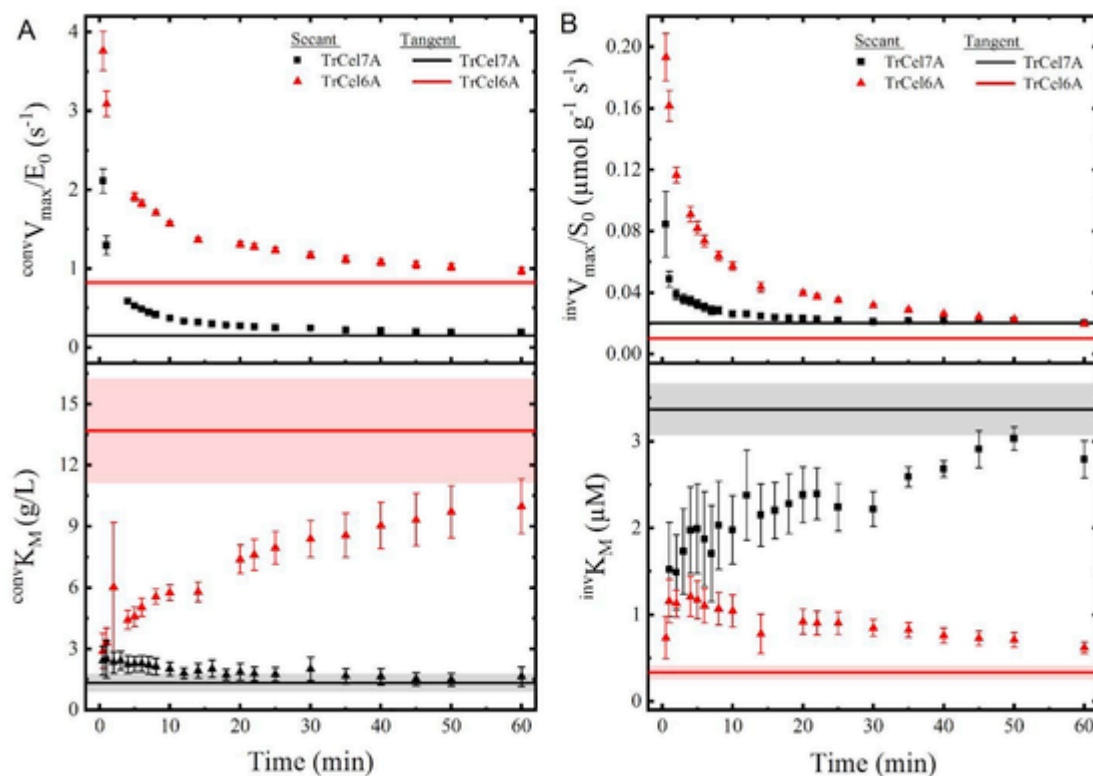 A
Secant Tangent
TrCel7A TrCel7A
TrCel6A TrCel6A
convVmax/E0 (s-1)
4
3
2
1
0
convKM (g/L)
15
12
9
6
3
0
0 10 20 30 40 50 60
Time (min)
B
Secant Tangent
TrCel7A TrCel7A
TrCel6A TrCel6A
invVmax/S0 (µmol g-1 s-1)
0.20
0.16
0.12
0.08
0.04
0.00
invKM (µM)
3
2
1
0
0 10 20 30 40 50 60
Time (min)